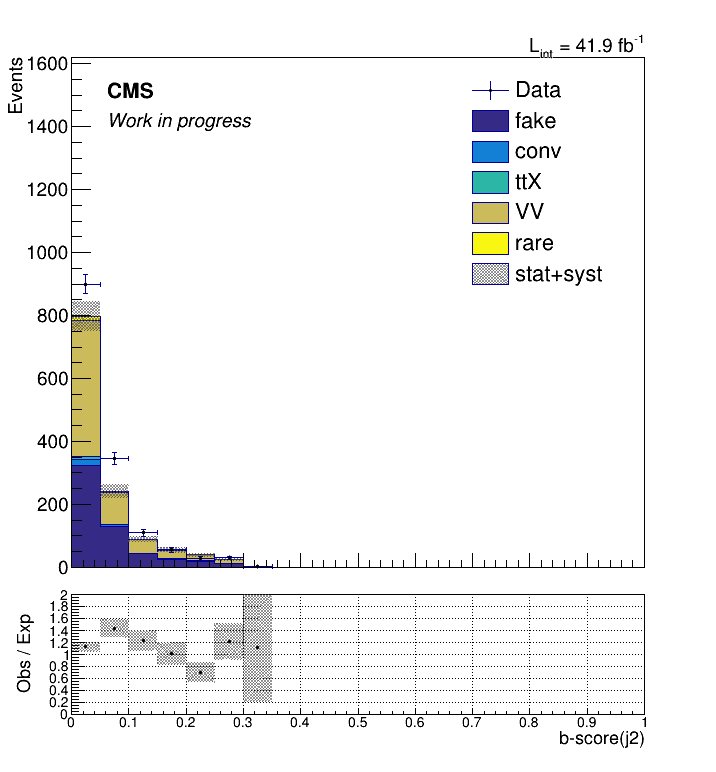 L_int = 41.9 fb^-1
Events
1600
1400
1200
1000
800
600
400
200
0
CMS
Work in progress
Data
fake
conv
ttX
VV
rare
stat+syst
Obs / Exp
2
1.8
1.6
1.4
1.2
1
0.8
0.6
0.4
0.2
0
0 0.1 0.2 0.3 0.4 0.5 0.6 0.7 0.8 0.9 1
b-score(j2)